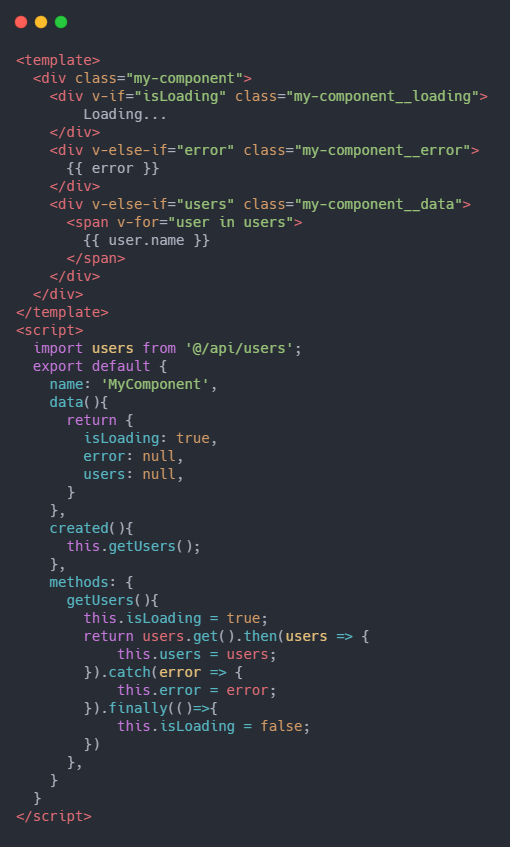 <template>
  <div class="my-component">
    <div v-if="isLoading" class="my-component__loading">
        Loading...
    </div>
    <div v-else-if="error" class="my-component__error">
      {{ error }}
    </div>
    <div v-else-if="users" class="my-component__data">
      <span v-for="user in users">
        {{ user.name }}
      </span>
    </div>
  </div>
</template>
<script>
  import users from '@/api/users';
  export default {
    name: 'MyComponent',
    data(){
      return {
        isLoading: true,
        error: null,
        users: null,
      }
    },
    created(){
      this.getUsers();
    },
    methods: {
      getUsers(){
        this.isLoading = true;
        return users.get().then(users => {
            this.users = users;
        }).catch(error => {
            this.error = error;
        }).finally(()=>{
            this.isLoading = false;
        })
      },
    }
  }
</script>